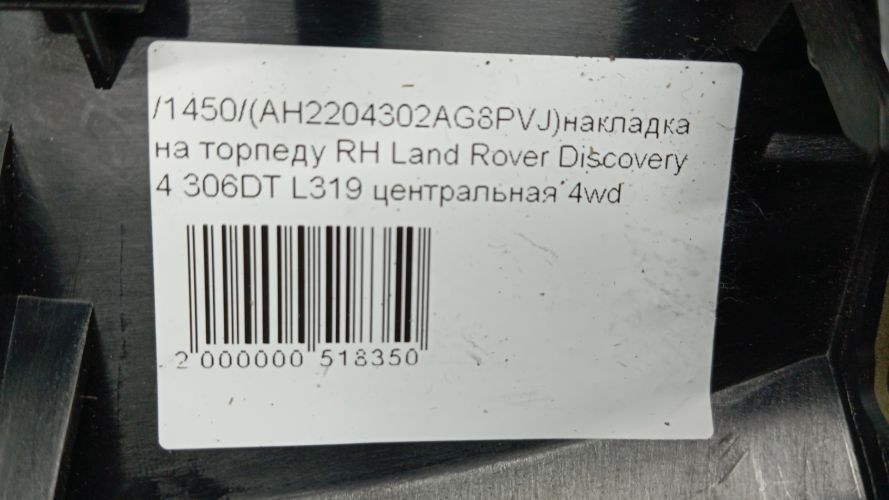 /1450/(AH2204302AG8PVJ)накладка
на торпеду RH Land Rover Discovery
4 306DT L319 центральная 4wd
2 000000 518350